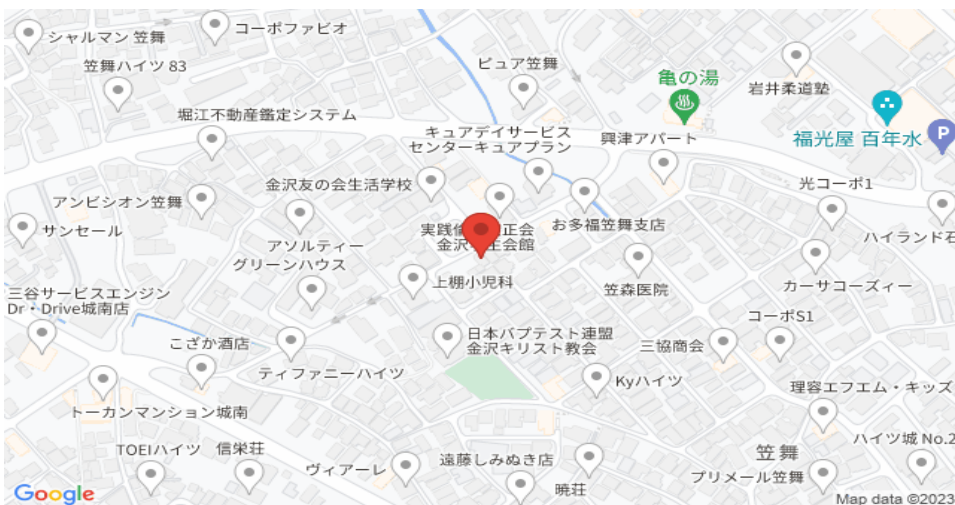 シャルマン 笠舞
コーポファビオ
笠舞ハイツ 83
ピュア笠舞
亀の湯
岩井柔道塾
堀江不動産鑑定システム
キュアデイサービス
センターキュアプラン
興津アパート
福光屋 百年水
P
金沢友の会生活学校
光コーポ1
アンビシオン笠舞
サンセール
アソルティー
グリーンハウス
実践倫
正会
金沢
正会館
お多福笠舞支店
ハイランド石
上棚小児科
笠森医院
カーサコーズィー
三谷サービスエンジン
Dr・Drive城南店
こざか酒店
日本バプテスト連盟
金沢キリスト教会
コーポS1
三協商会
ティファニーハイツ
Kyハイツ
理容エフエム・キッズ
トーカンマンション城南
TOEIハイツ
信栄荘
ヴィアーレ
遠藤しみぬき店
暁荘
笠舞
プリメール笠舞
ハイツ城 No.2
Google
Map data ©2023